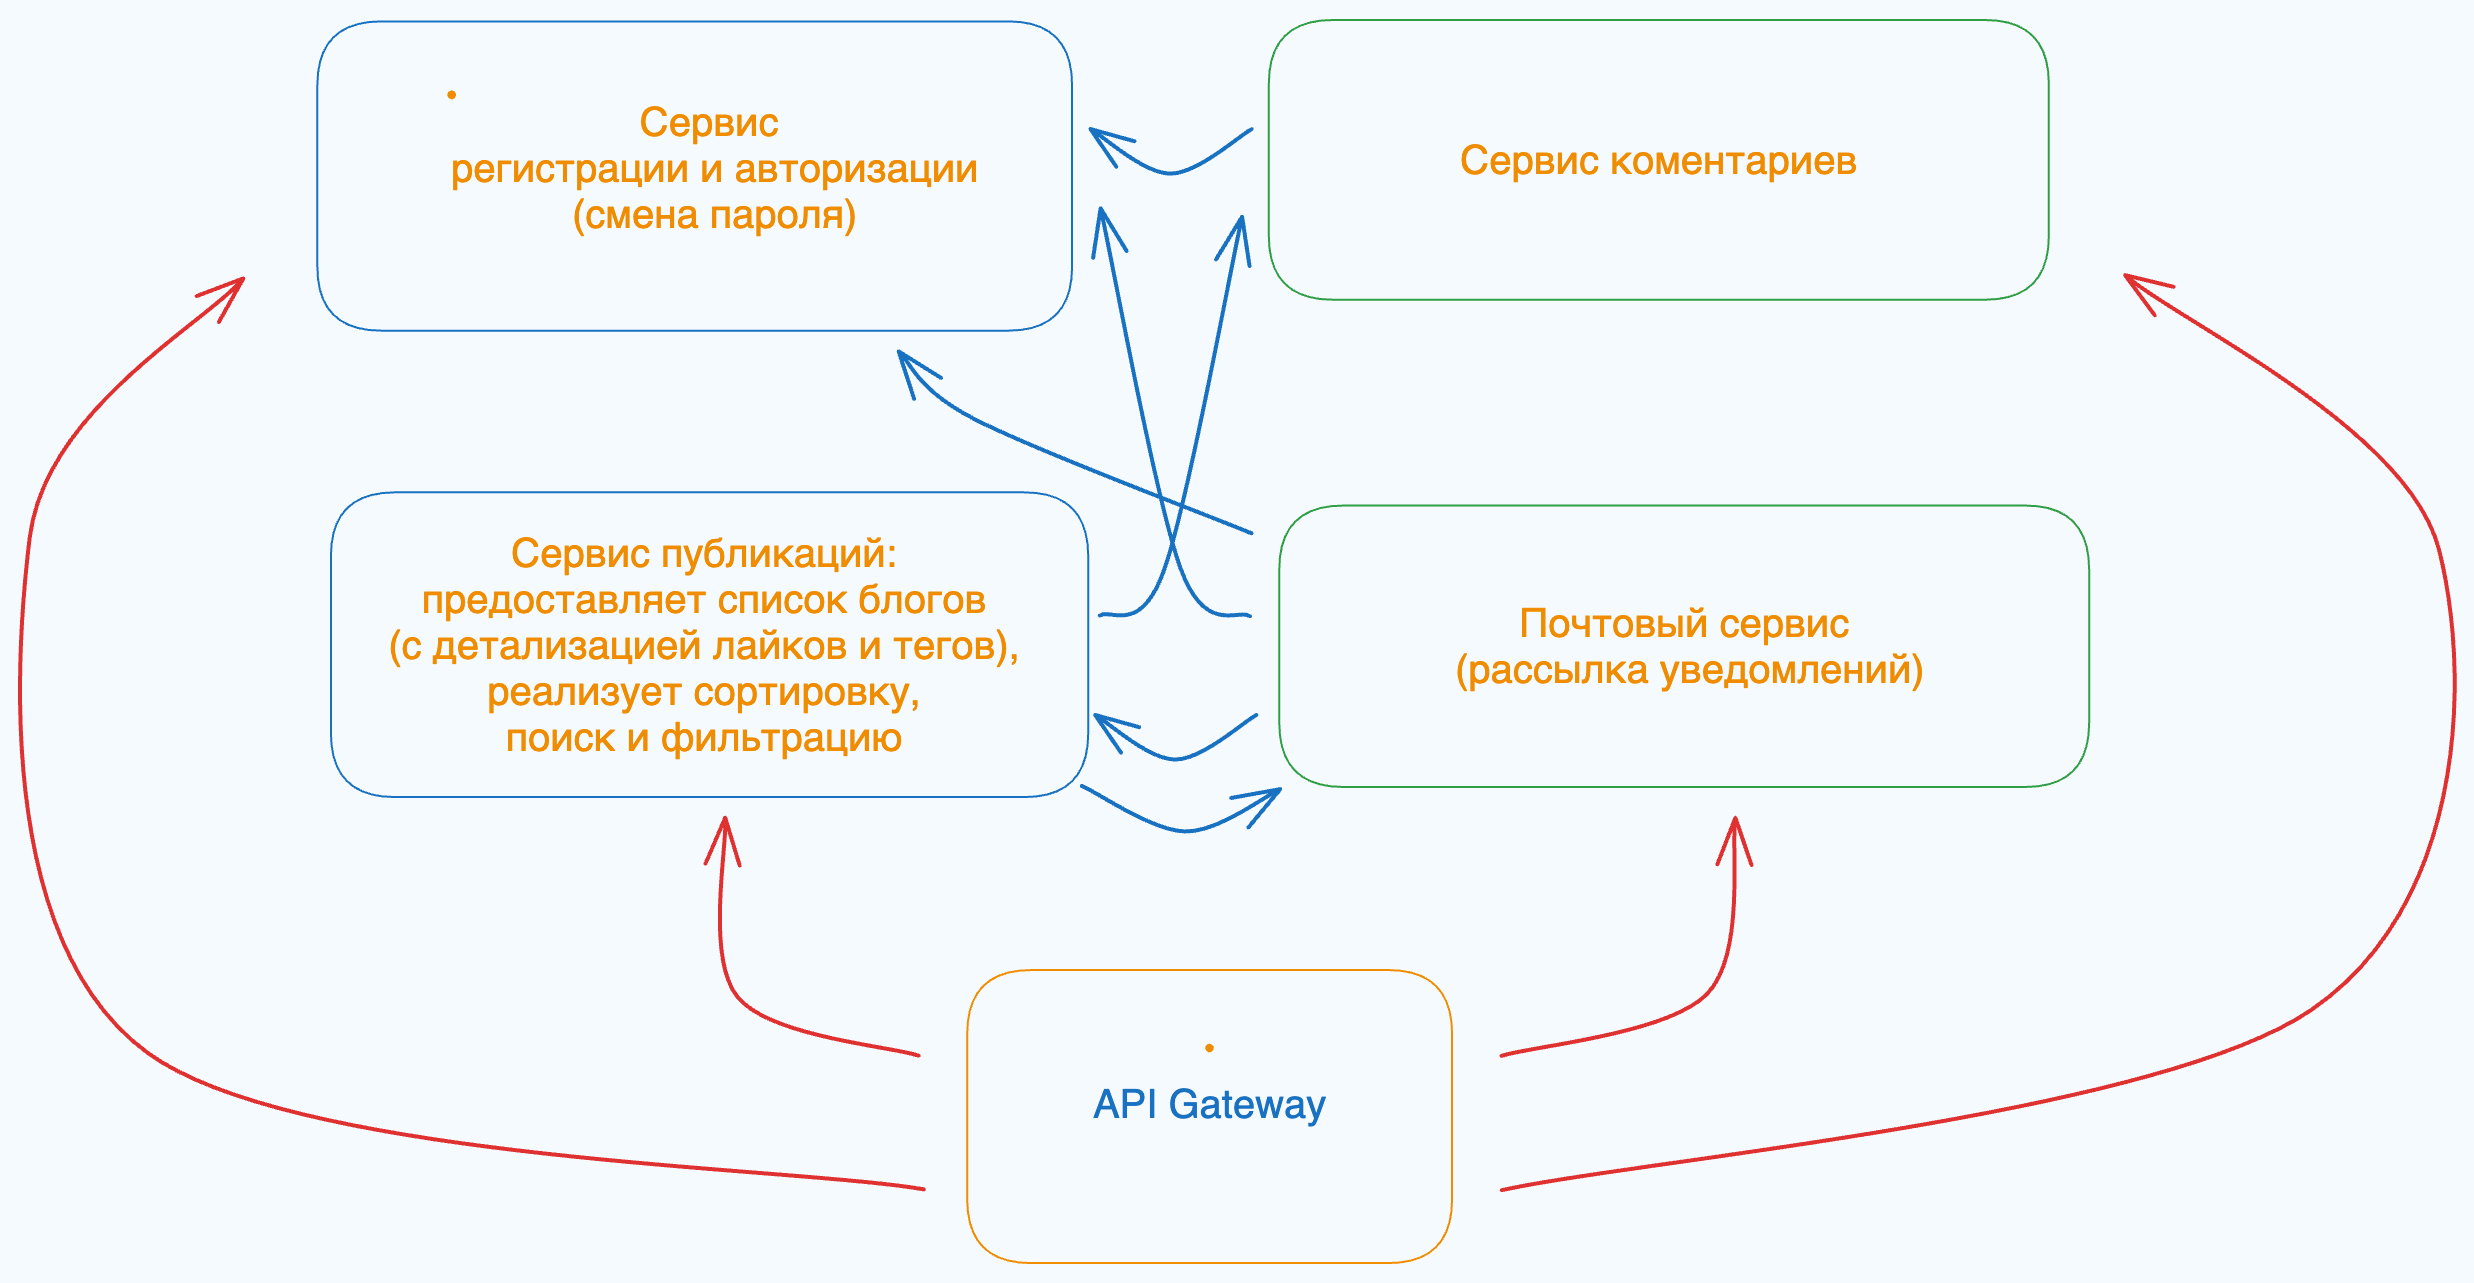 Сервис
регистрации и авторизации
(смена пароля)
Сервис коментариев
Сервис публикаций:
предоставляет список блогов
(с детализацией лайков и тегов),
реализует сортировку,
поиск и фильтрацию
Почтовый сервис
(рассылка уведомлений)
API Gateway